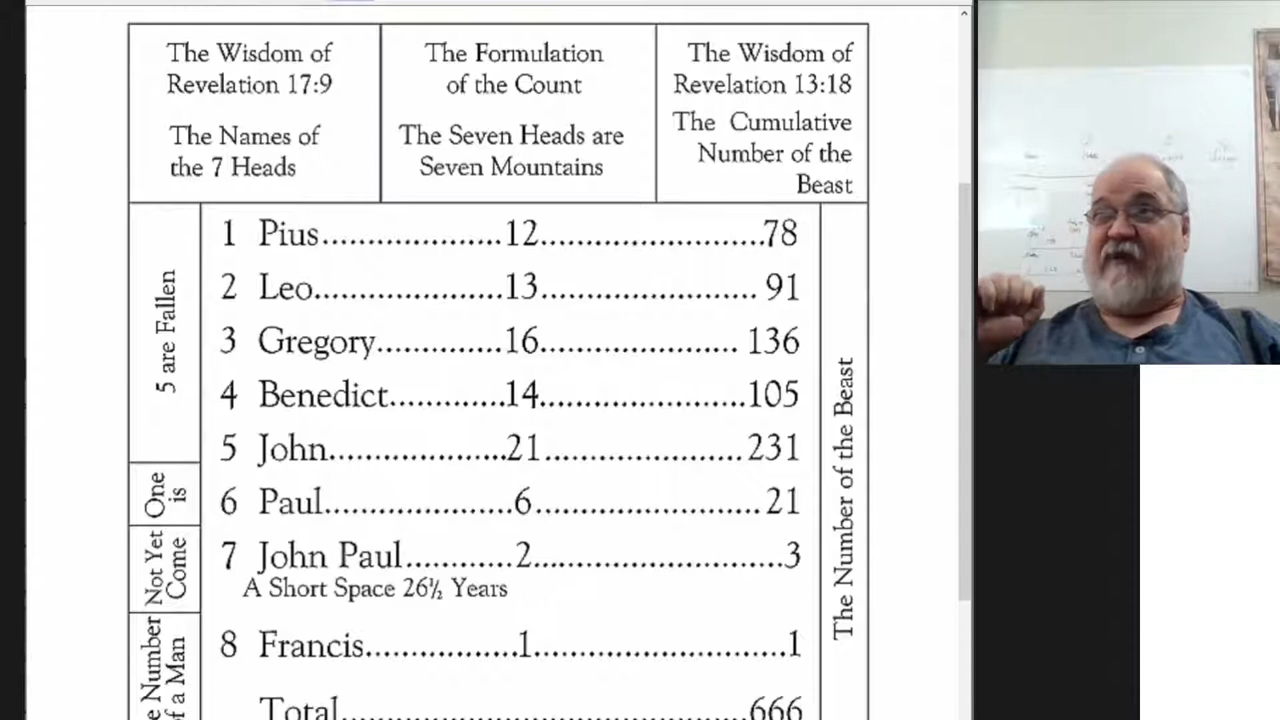 The Wisdom of
Revelation 17:9
The Names of
the 7 Heads
The Formulation
of the Count
The Seven Heads are
Seven Mountains
The Wisdom of
Revelation 13:18
The Cumulative
Number of the
Beast
5 are Fallen
1 Pius....................12.........................78
2 Leo.....................13........................ 91
3 Gregory..............16...................... 136
4 Benedict.............14.......................105
5 John....................21.......................231
6 Paul.....................6......................... 21
7 John Paul...........2............................3
A Short Space 26½ Years
One
is
Not Yet
Come
8 Francis.................1............................1
e Number
f a Man
Total............................................666
The Number of the Beast